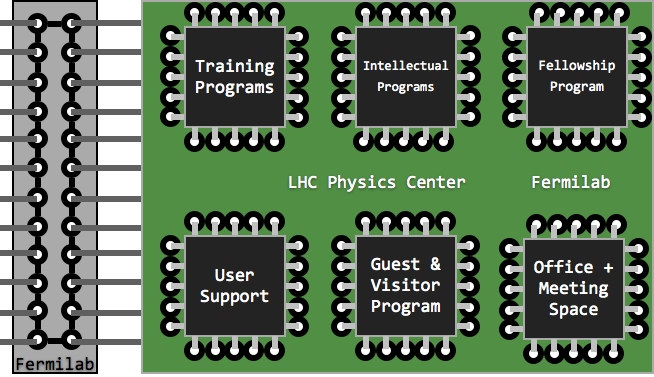 Training
Programs
Intellectual
Programs
Fellowship
Program
LHC Physics Center
Fermilab
User
Support
Guest &
Visitor
Program
Office +
Meeting
Space
Fermilab